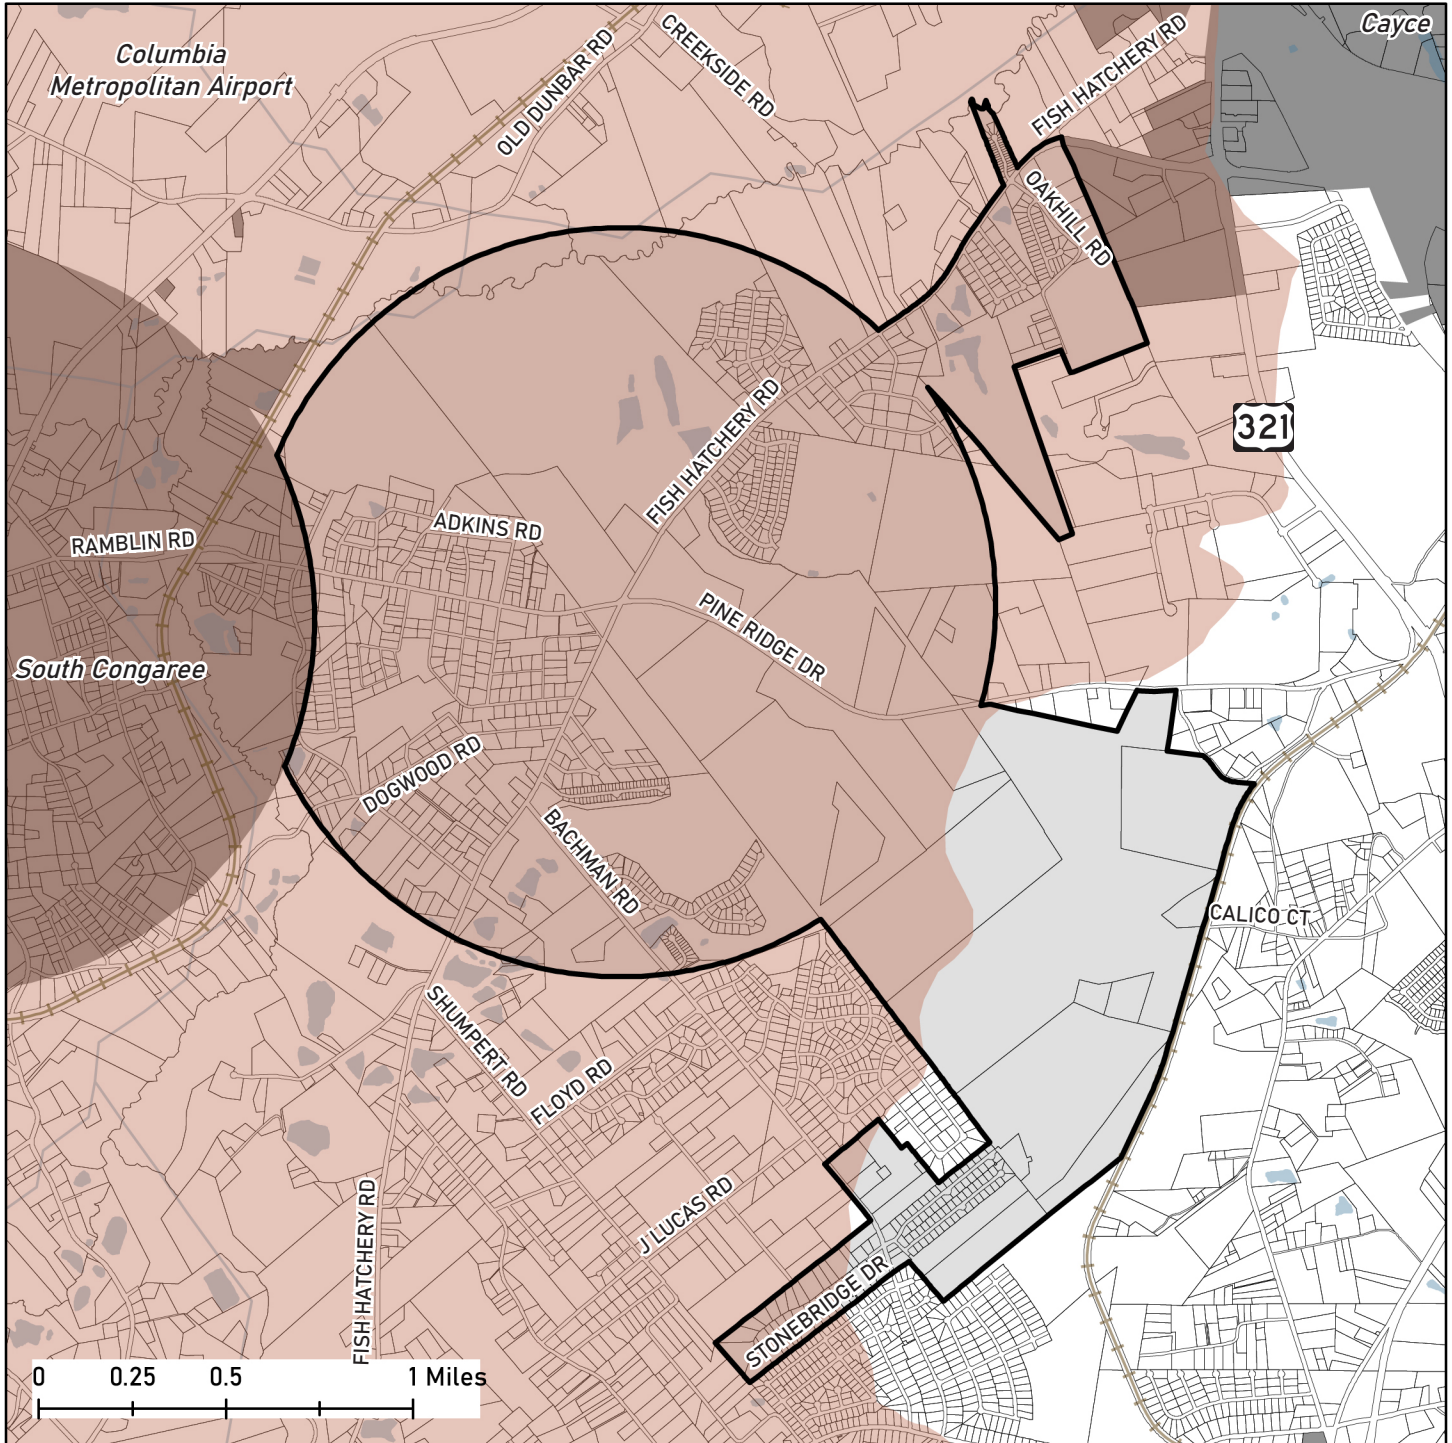 Columbia
Metropolitan Airport
OLD DUNBAR RD
CREEKSIDE RD
FISH HATCHERY RD
Cayce
OAKHILL RD
321
FISH HATCHERY RD
ADKINS RD
RAMBLIN RD
PINE RIDGE DR
South Congaree
DOGWOOD RD
BACHMAN RD
CALICO CT
SHUMPERT RD
FLOYD RD
J LUCAS RD
FISH HATCHERY RD
STONEBRIDGE DR
0 0.25 0.5 1 Miles